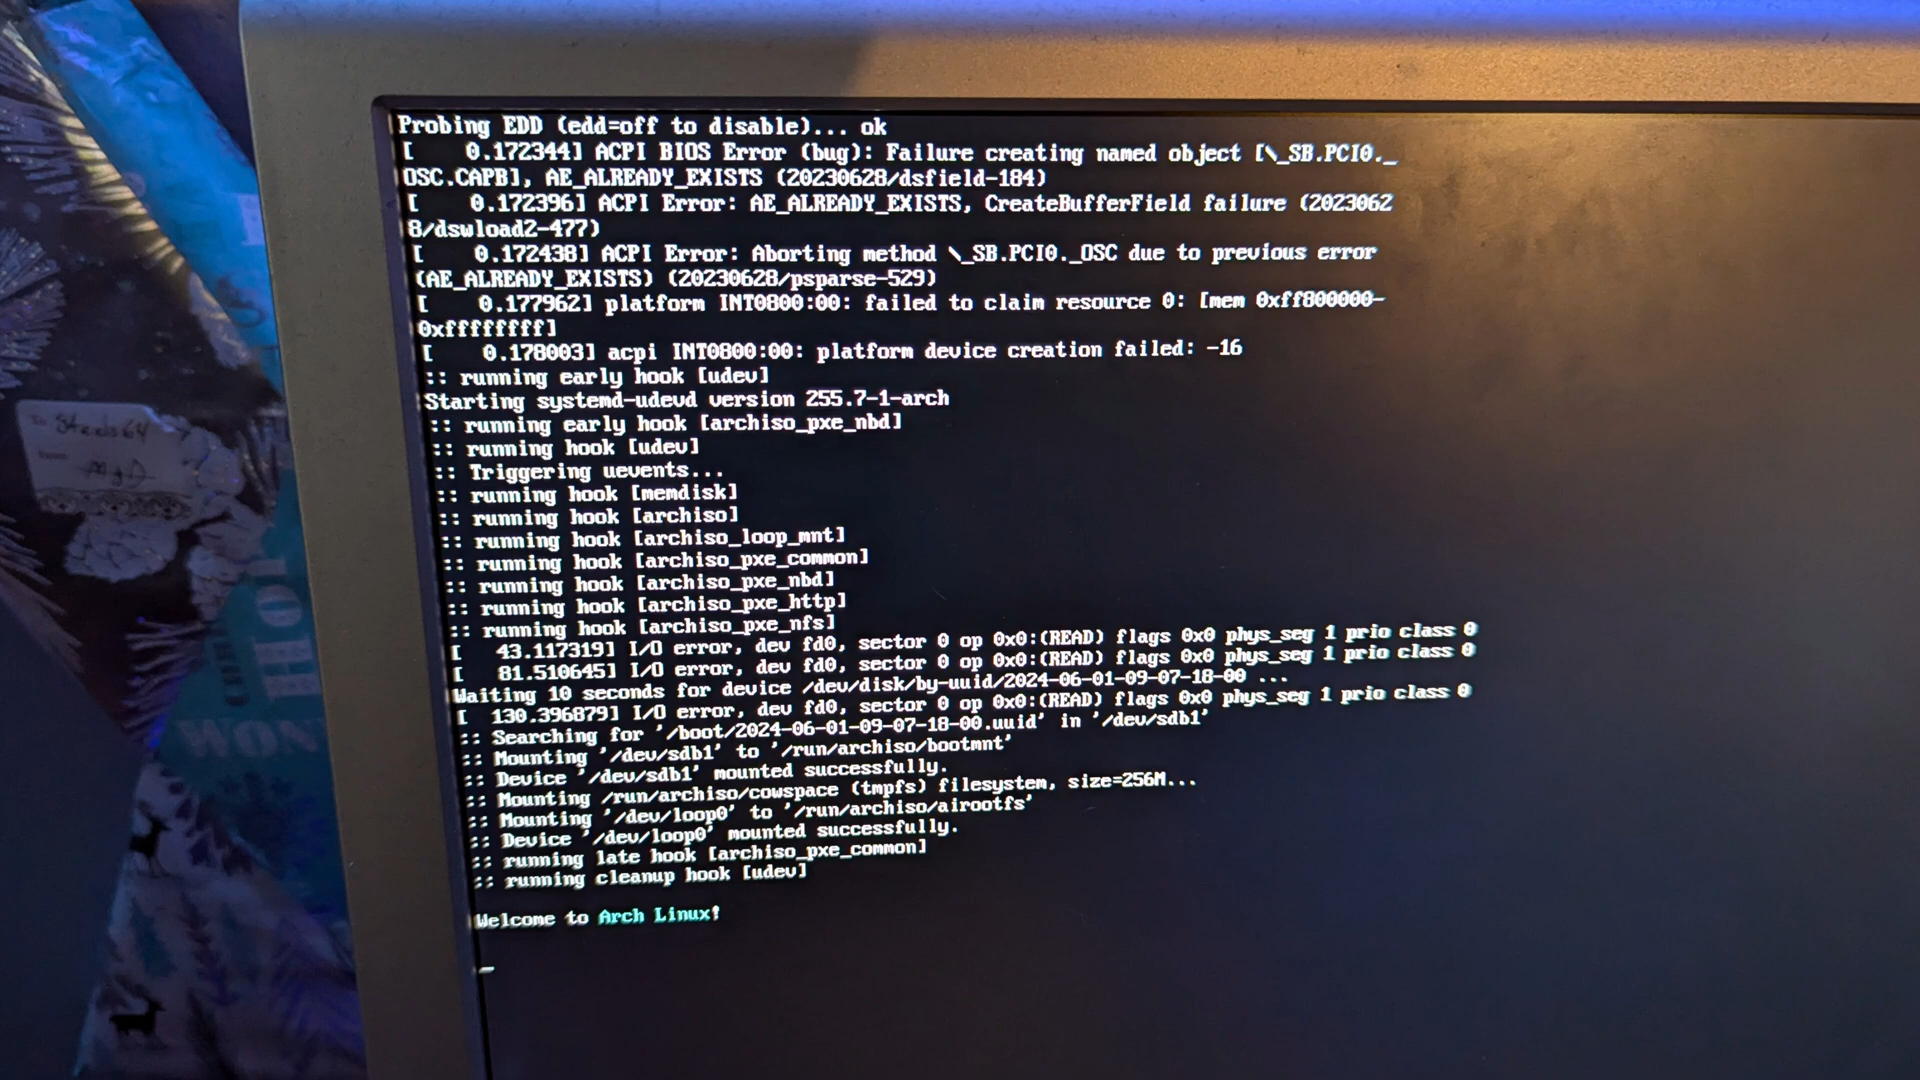 Probing EDD (edd=off to disable)... ok
[    0.172344] ACPI BIOS Error (bug): Failure creating named object [\_SB.PCI0._
OSC.CAPB], AE_ALREADY_EXISTS (20230628/dsfield-184)
[    0.172396] ACPI Error: AE_ALREADY_EXISTS, CreateBufferField failure (2023062
8/dswload2-477)
[    0.172438] ACPI Error: Aborting method \_SB.PCI0._OSC due to previous error
(AE_ALREADY_EXISTS) (20230628/psparse-529)
[    0.177962] platform INT0800:00: failed to claim resource 0: [mem 0xff800000-
0xffffffff]
[    0.178003] acpi INT0800:00: platform device creation failed: -16
:: running early hook [udev]
Starting systemd-udevd version 255.7-1-arch
:: running early hook [archiso_pxe_nbd]
:: running hook [udev]
:: Triggering uevents...
:: running hook [memdisk]
:: running hook [archiso]
:: running hook [archiso_loop_mnt]
:: running hook [archiso_pxe_common]
:: running hook [archiso_pxe_nbd]
:: running hook [archiso_pxe_http]
:: running hook [archiso_pxe_nfs]
[   43.117319] I/O error, dev fd0, sector 0 op 0x0:(READ) flags 0x0 phys_seg 1 prio class 0
[   81.510645] I/O error, dev fd0, sector 0 op 0x0:(READ) flags 0x0 phys_seg 1 prio class 0
Waiting 10 seconds for device /dev/disk/by-uuid/2024-06-01-09-07-18-00 ...
[  130.396879] I/O error, dev fd0, sector 0 op 0x0:(READ) flags 0x0 phys_seg 1 prio class 0
:: Searching for '/boot/2024-06-01-09-07-18-00.uuid' in '/dev/sdb1'
:: Mounting '/dev/sdb1' to '/run/archiso/bootmnt'
:: Device '/dev/sdb1' mounted successfully.
:: Mounting /run/archiso/cowspace (tmpfs) filesystem, size=256M...
:: Mounting '/dev/loop0' to '/run/archiso/airootfs'
:: Device '/dev/loop0' mounted successfully.
:: running late hook [archiso_pxe_common]
:: running cleanup hook [udev]
Welcome to Arch Linux!
To